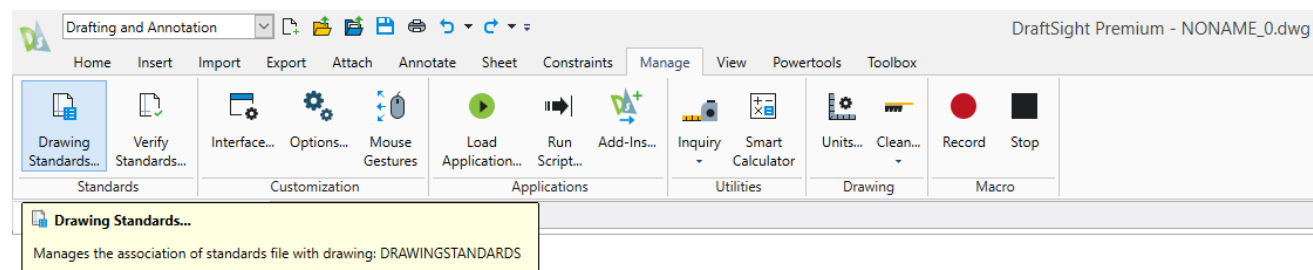 Drafting and Annotation
DraftSight Premium - NONAME_0.dwg
Home Insert Import Export Attach Annotate Sheet Constraints Manage View Powertools Toolbox
Drawing Verify Interface... Options... Mouse Load Run Add-Ins... Inquiry Smart Units... Clean... Record Stop
Standards... Standards... Gestures Application... Script... Calculator
Standards Customization Applications Utilities Drawing Macro
Drawing Standards...
Manages the association of standards file with drawing: DRAWINGSTANDARDS